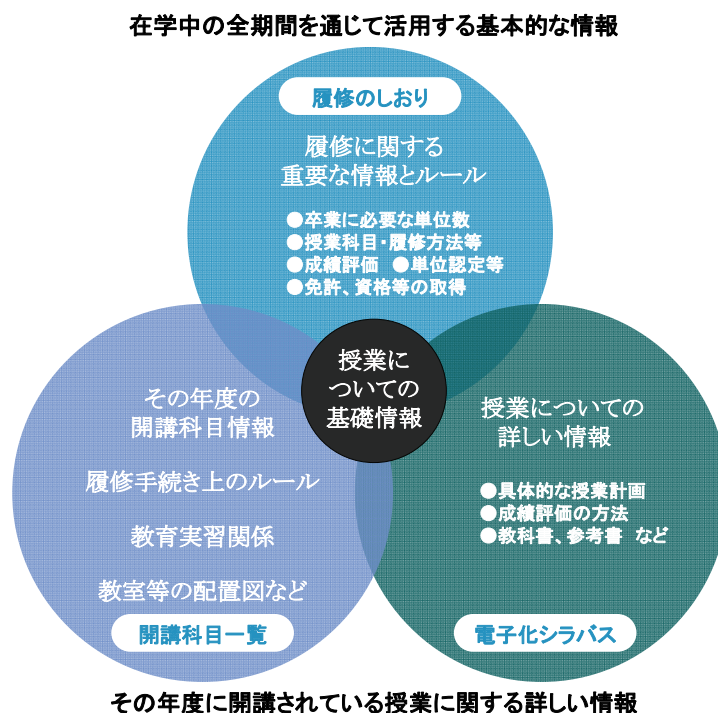 在学中の全期間を通じて活用する基本的な情報
履修のしおり
履修に関する
重要な情報とルール
●卒業に必要な単位数
●授業科目・履修方法等
●成績評価 ●単位認定等
●免許、資格等の取得
授業に
ついての
基礎情報
その年度の
開講科目情報
履修手続き上のルール
教育実習関係
教室等の配置図など
開講科目一覧
授業についての
詳しい情報
●具体的な授業計画
●成績評価の方法
●教科書、参考書 など
電子化シラバス
その年度に開講されている授業に関する詳しい情報